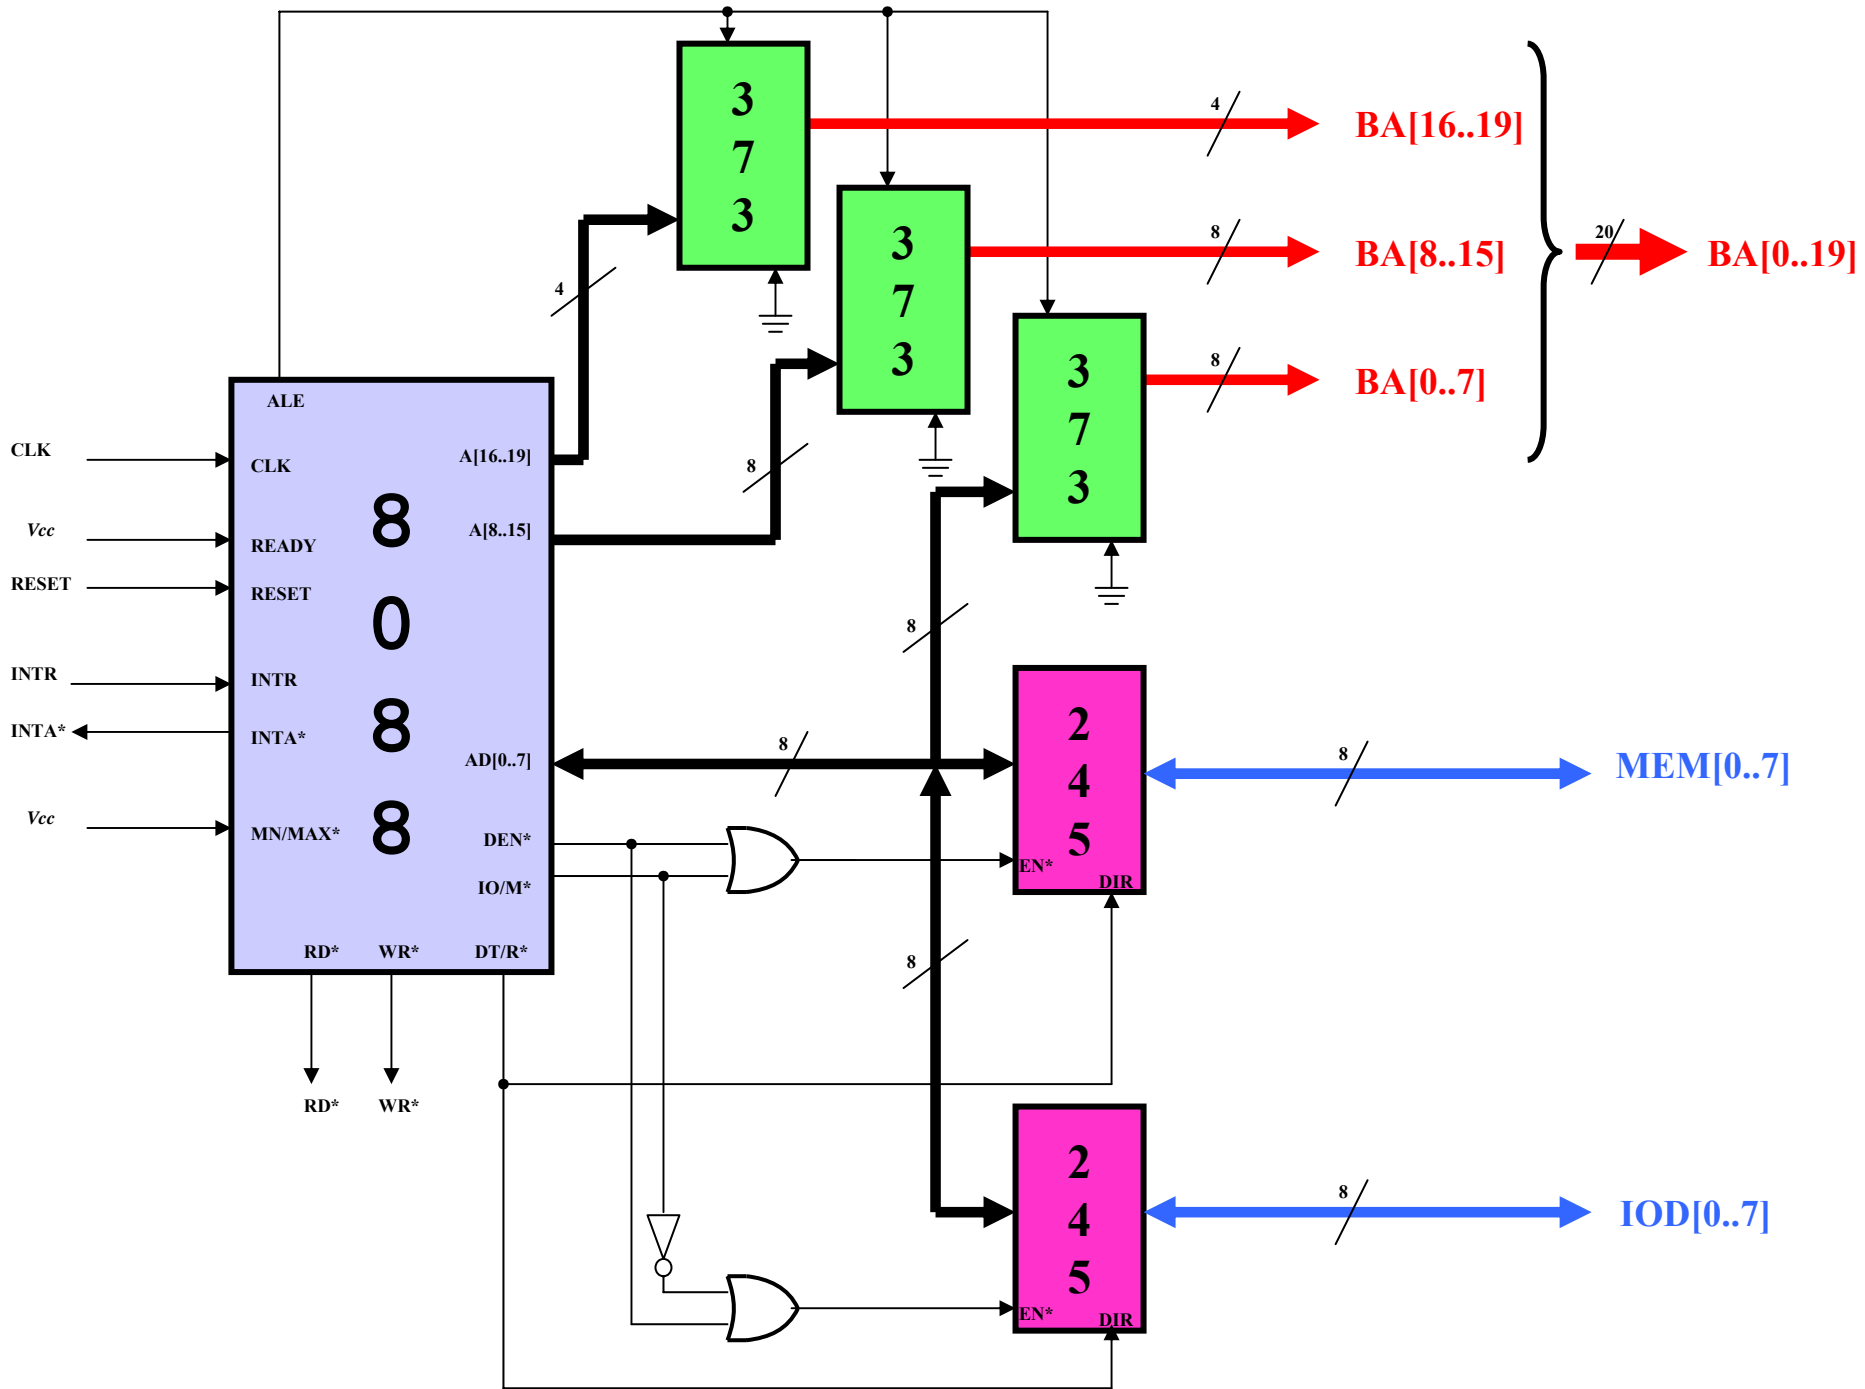 3
7
3
4
BA[16..19]
3
7
3
8
BA[8..15]
20
BA[0..19]
4
3
7
3
8
BA[0..7]
ALE
CLK
CLK
A[16..19]
8
Vcc
READY
A[8..15]
RESET
RESET
8
0
8
8
8
INTR
INTR
INTA*
INTA*
AD[0..7]
8
2
4
5
EN*
DIR
8
MEM[0..7]
Vcc
MN/MAX*
DEN*
IO/M*
RD*
WR*
DT/R*
8
RD*
WR*
2
4
5
EN*
DIR
8
IOD[0..7]